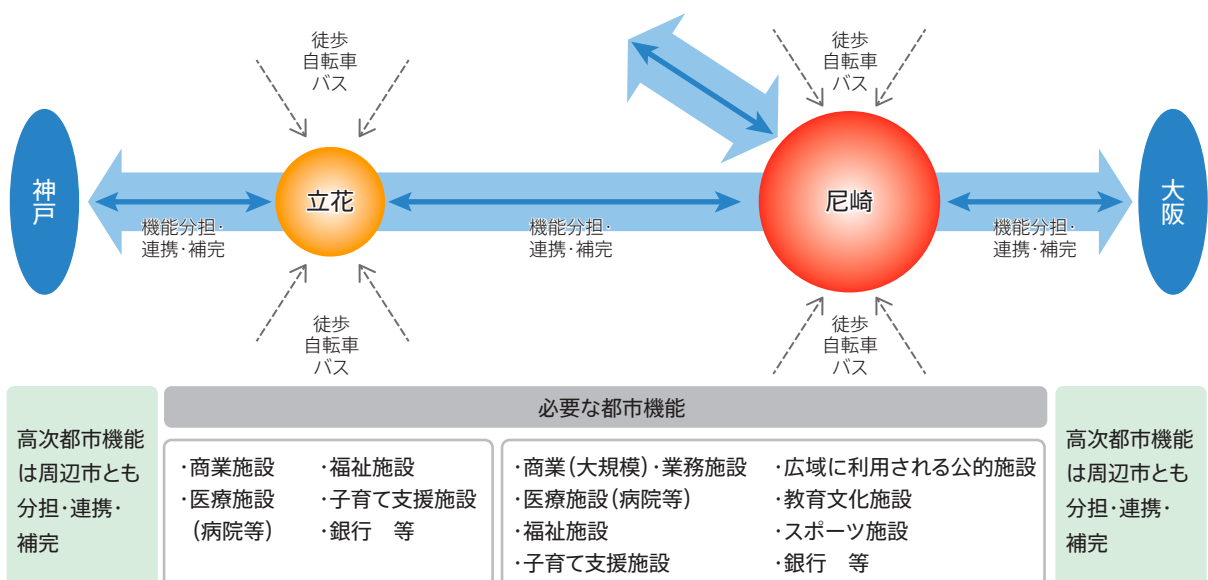 徒歩
自転車
バス
徒歩
自転車
バス
神戸
立花
尼崎
大阪
機能分担・
連携・補完
機能分担・
連携・補完
機能分担・
連携・補完
徒歩
自転車
バス
徒歩
自転車
バス
高次都市機能
は周辺市とも
分担・連携・
補完
必要な都市機能
・商業施設
・医療施設
(病院等)
・福祉施設
・子育て支援施設
・銀行 等
・商業(大規模)・業務施設
・医療施設(病院等)
・福祉施設
・子育て支援施設
・広域に利用される公的施設
・教育文化施設
・スポーツ施設
・銀行 等
高次都市機能
は周辺市とも
分担・連携・
補完